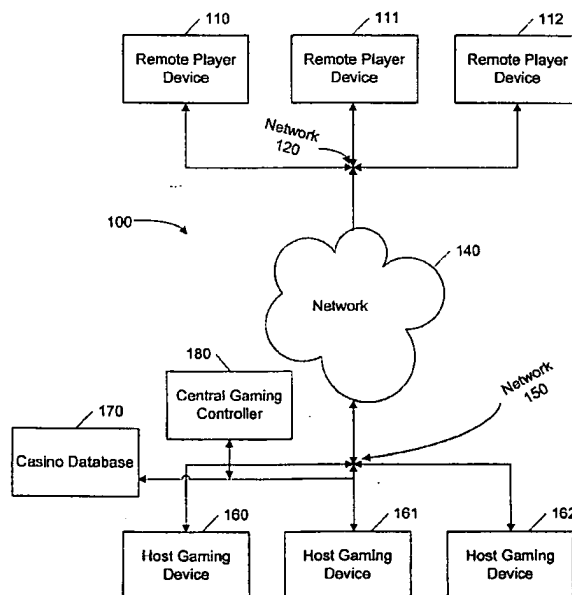 110
111
112
Remote Player
Device
Remote Player
Device
Remote Player
Device
Network
120
100
140
Network
180
Central Gaming
Controller
170
Casino Database
Network
150
160
161
162
Host Gaming
Device
Host Gaming
Device
Host Gaming
Device